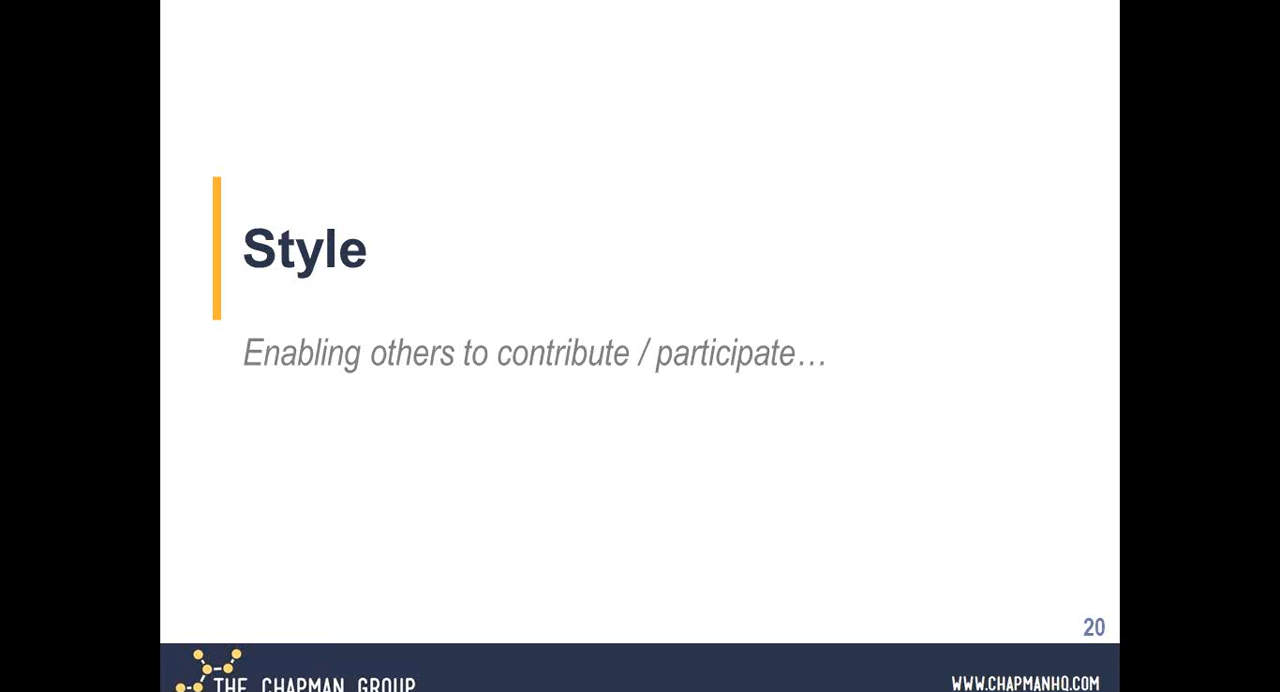 Style
Enabling others to contribute / participate…
20
THE CHAPMAN GROUP
WWW.CHAPMANHQ.COM